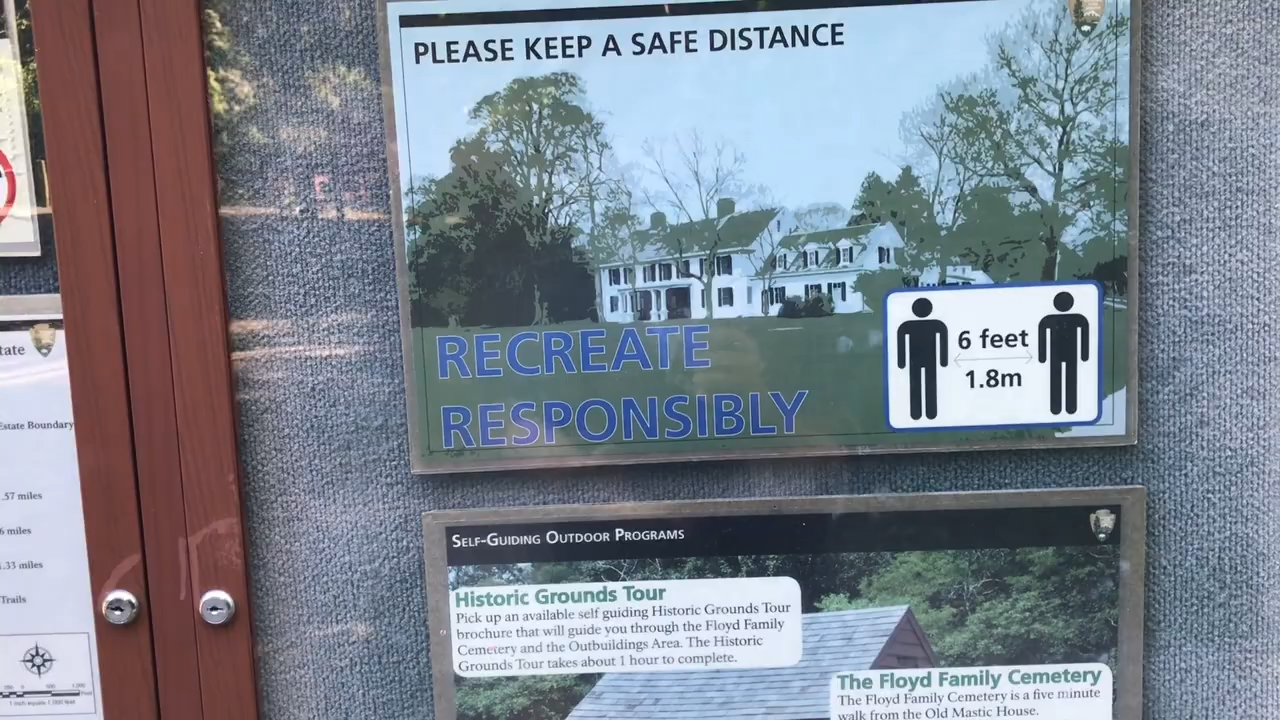 PLEASE KEEP A SAFE DISTANCE
RECREATE
RESPONSIBLY
6 feet
1.8m
SELF-GUIDING OUTDOOR PROGRAMS
Historic Grounds Tour
Pick up an available self guiding Historic Grounds Tour
brochure that will guide you through the Floyd Family
Cemetery and the Outbuildings Area. The Historic
Grounds Tour takes about 1 hour to complete.
The Floyd Family Cemetery
The Floyd Family Cemetery is a five minute
walk from the Old Mastic House.
Estate Boundary
.57 miles
miles
.33 miles
Trails